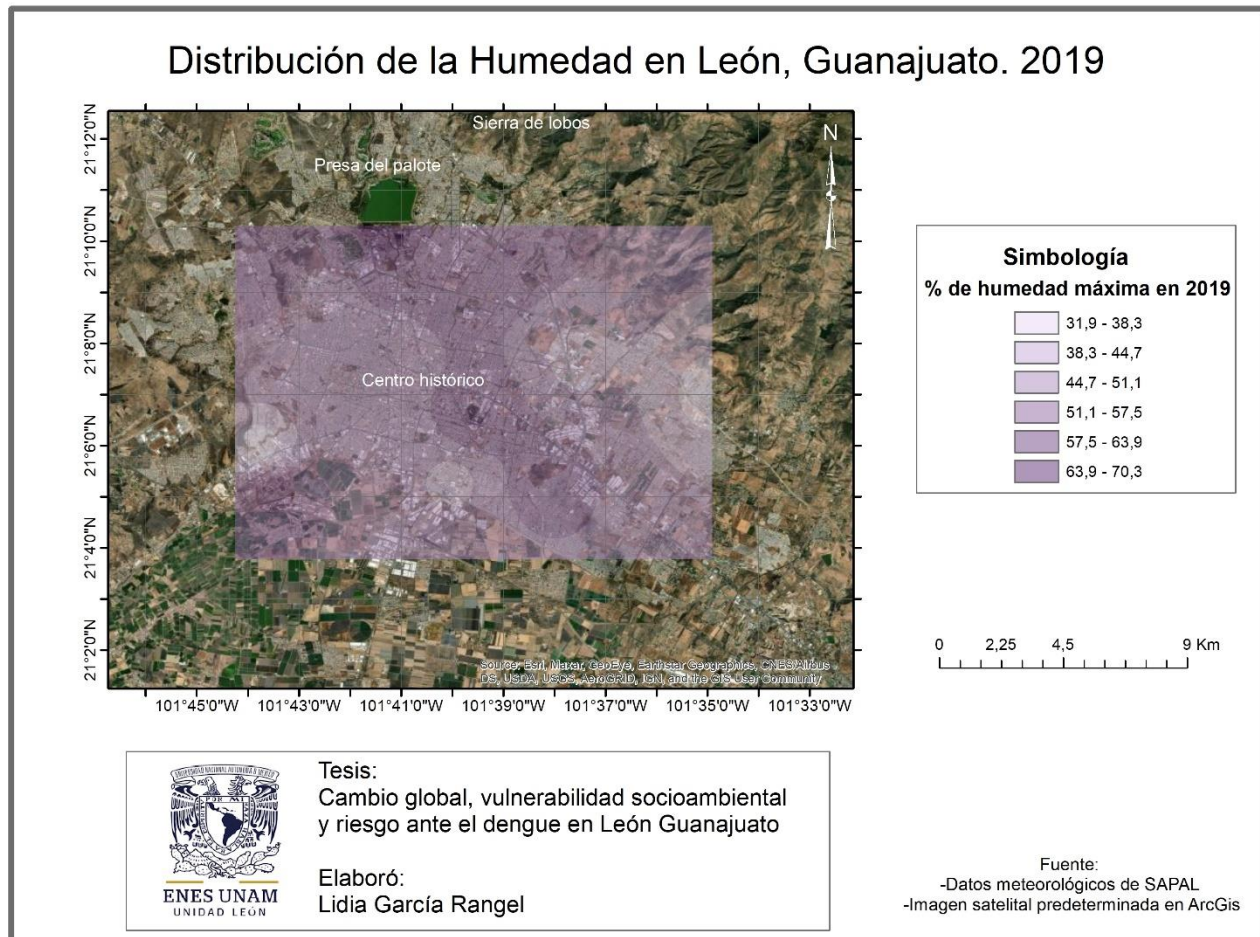 Distribución de la Humedad en León, Guanajuato. 2019
Sierra de lobos
Presa del palote
N
Centro histórico
21°12'0"N
21°10'0"N
21°8'0"N
21°6'0"N
21°4'0"N
21°2'0"N
Source: Esri, Maxar, GeoEye, Earthstar Geographics, CNES/Airbus
DS, USDA, USGS, AeroGRID, IGN, and the GIS User Community
101°45'0"W 101°43'0"W 101°41'0"W 101°39'0"W 101°37'0"W 101°35'0"W 101°33'0"W
Simbología
% de humedad máxima en 2019
31,9 - 38,3
38,3 - 44,7
44,7 - 51,1
51,1 - 57,5
57,5 - 63,9
63,9 - 70,3
0 2,25 4,5 9 Km
ENES UNAM
UNIDAD LEÓN
Tesis:
Cambio global, vulnerabilidad socioambiental
y riesgo ante el dengue en León Guanajuato
Elaboró:
Lidia García Rangel
Fuente:
-Datos meteorológicos de SAPAL
-Imagen satelital predeterminada en ArcGis